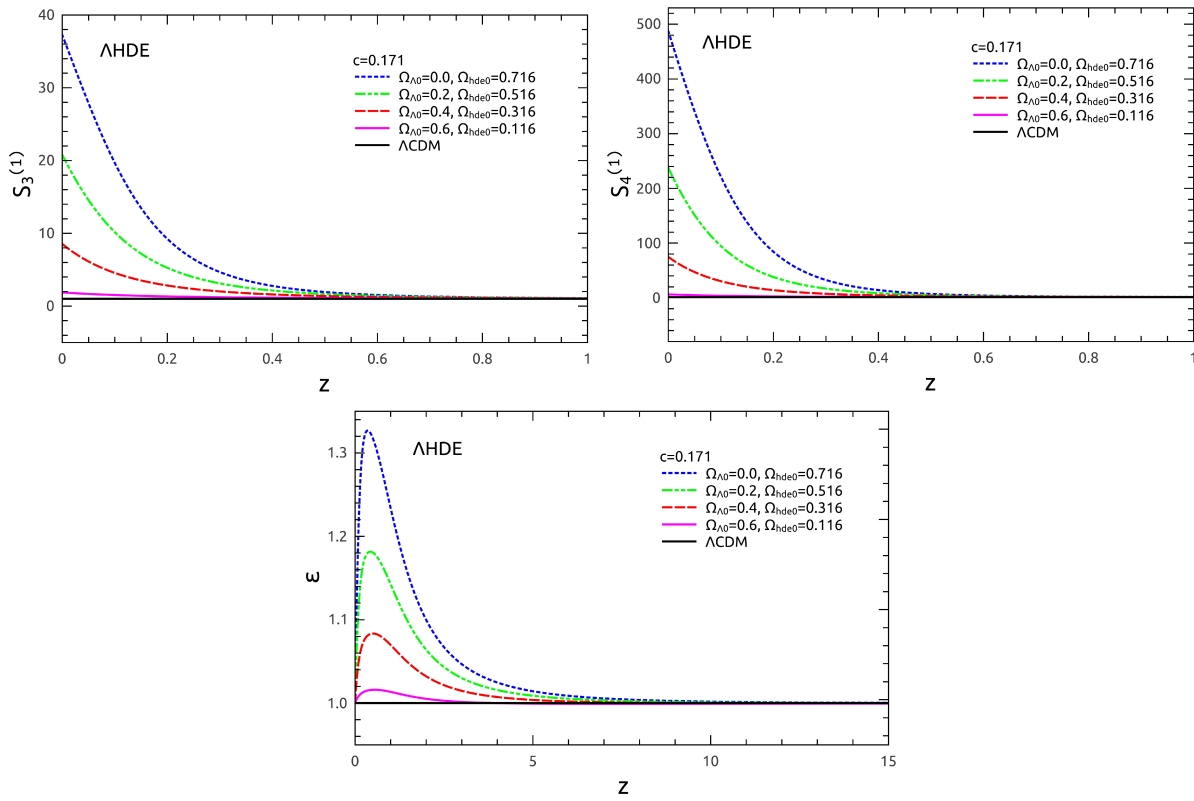 40
30
20
10
0
S₃⁽¹⁾
ΛHDE
c=0.171
Ω_Λ0=0.0, Ω_hde0=0.716
Ω_Λ0=0.2, Ω_hde0=0.516
Ω_Λ0=0.4, Ω_hde0=0.316
Ω_Λ0=0.6, Ω_hde0=0.116
ΛCDM
0 0.2 0.4 0.6 0.8 1
z
500
400
300
200
100
0
S₄⁽¹⁾
ΛHDE
c=0.171
Ω_Λ0=0.0, Ω_hde0=0.716
Ω_Λ0=0.2, Ω_hde0=0.516
Ω_Λ0=0.4, Ω_hde0=0.316
Ω_Λ0=0.6, Ω_hde0=0.116
ΛCDM
0 0.2 0.4 0.6 0.8 1
z
1.3
1.2
1.1
1.0
ε
ΛHDE
c=0.171
Ω_Λ0=0.0, Ω_hde0=0.716
Ω_Λ0=0.2, Ω_hde0=0.516
Ω_Λ0=0.4, Ω_hde0=0.316
Ω_Λ0=0.6, Ω_hde0=0.116
ΛCDM
0 5 10 15
z